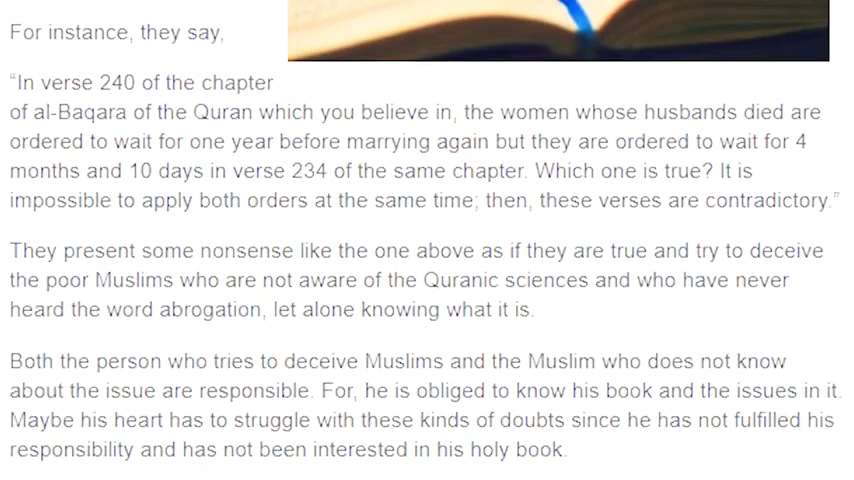 For instance, they say,
“In verse 240 of the chapter
of al-Baqara of the Quran which you believe in, the women whose husbands died are
ordered to wait for one year before marrying again but they are ordered to wait for 4
months and 10 days in verse 234 of the same chapter. Which one is true? It is
impossible to apply both orders at the same time; then, these verses are contradictory.”
They present some nonsense like the one above as if they are true and try to deceive
the poor Muslims who are not aware of the Quranic sciences and who have never
heard the word abrogation, let alone knowing what it is.
Both the person who tries to deceive Muslims and the Muslim who does not know
about the issue are responsible. For, he is obliged to know his book and the issues in it.
Maybe his heart has to struggle with these kinds of doubts since he has not fulfilled his
responsibility and has not been interested in his holy book.